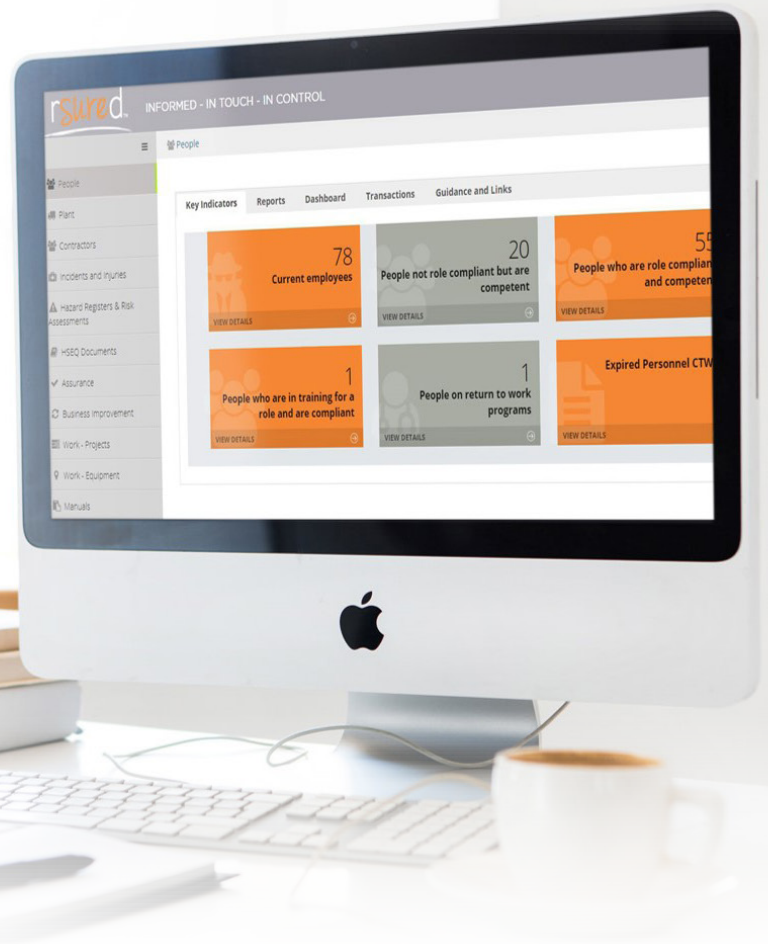 rsured™
INFORMED - IN TOUCH - IN CONTROL
People
People
Plant
Contractors
Incidents and Injuries
Hazard Registers & Risk
Assessments
HSEQ Documents
Assurance
Business Improvement
Work - Projects
Work - Equipment
Manuals
Key Indicators
Reports
Dashboard
Transactions
Guidance and Links
78
Current employees
VIEW DETAILS
20
People not role compliant but are
competent
VIEW DETAILS
55
People who are role complian
and competen
VIEW DETAILS
1
People who are in training for a
role and are compliant
VIEW DETAILS
1
People on return to work
programs
VIEW DETAILS
Expired Personnel CTW
VIEW DETAILS